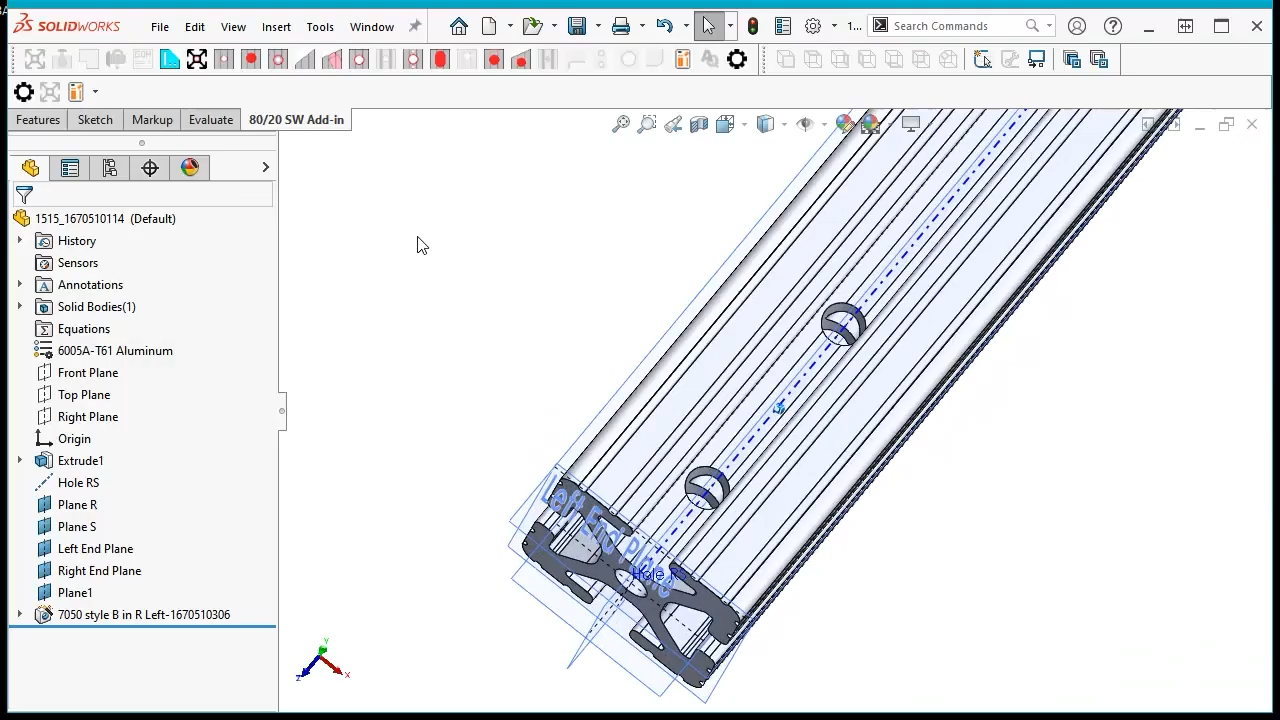 SOLIDWORKS File Edit View Insert Tools Window 1... Search Commands
Features Sketch Markup Evaluate 80/20 SW Add-in
1515_1670510114 (Default)
History
Sensors
Annotations
Solid Bodies(1)
Equations
6005A-T61 Aluminum
Front Plane
Top Plane
Right Plane
Origin
Extrude1
Hole RS
Plane R
Plane S
Left End Plane
Right End Plane
Plane1
7050 style B in R Left-1670510306
Left End Plane
Hole RS
Y
Z
X